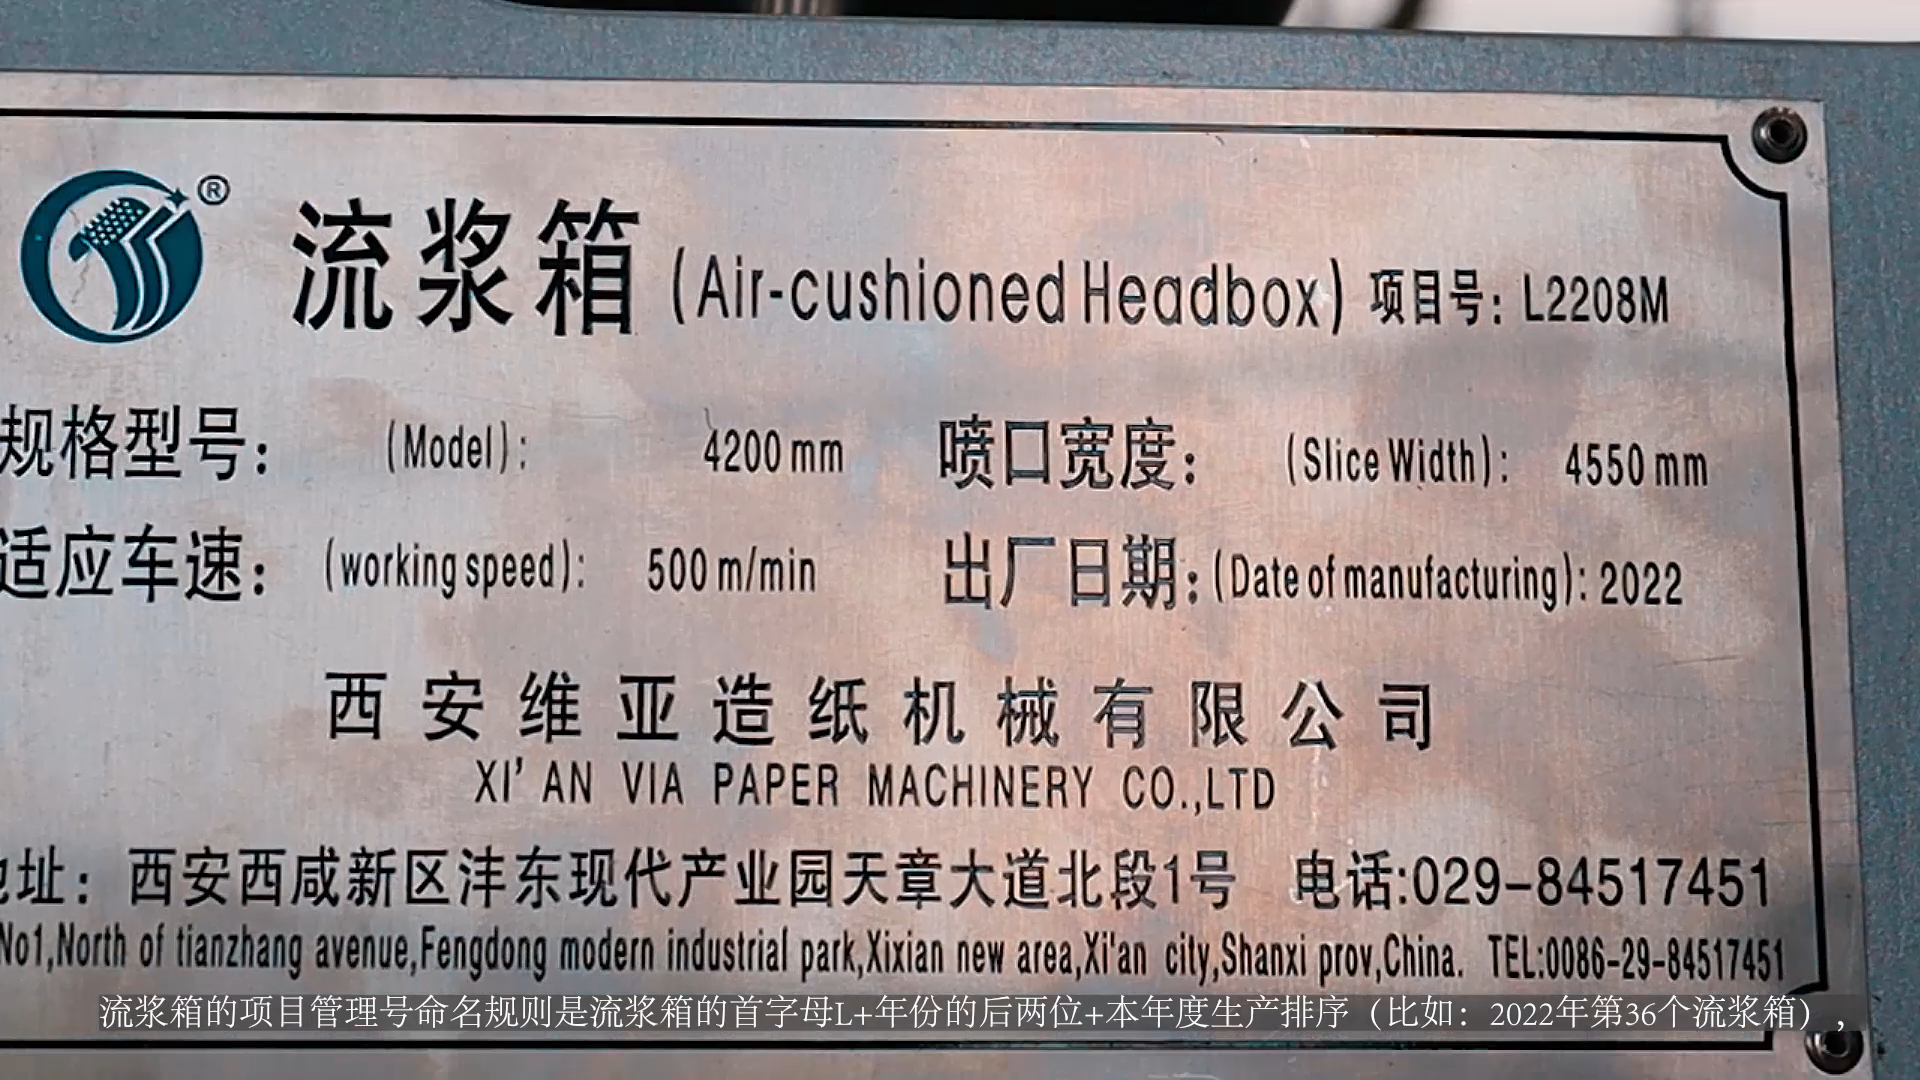 ® 流浆箱 (Air-cushioned Headbox) 项目号: L2208M
规格型号: (Model): 4200 mm 喷口宽度: (Slice Width): 4550 mm
适应车速: (working speed): 500 m/min 出厂日期: (Date of manufacturing): 2022
西安维亚造纸机械有限公司
XI'AN VIA PAPER MACHINERY CO.,LTD
地址: 西安西咸新区沣东现代产业园天章大道北段1号 电话:029-84517451
No1,North of tianzhang avenue,Fengdong modern industrial park,Xixian new area,Xi'an city,Shanxi prov,China. TEL:0086-29-84517451
流浆箱的项目管理号命名规则是流浆箱的首字母L+年份的后两位+本年度生产排序（比如：2022年第36个流浆箱），